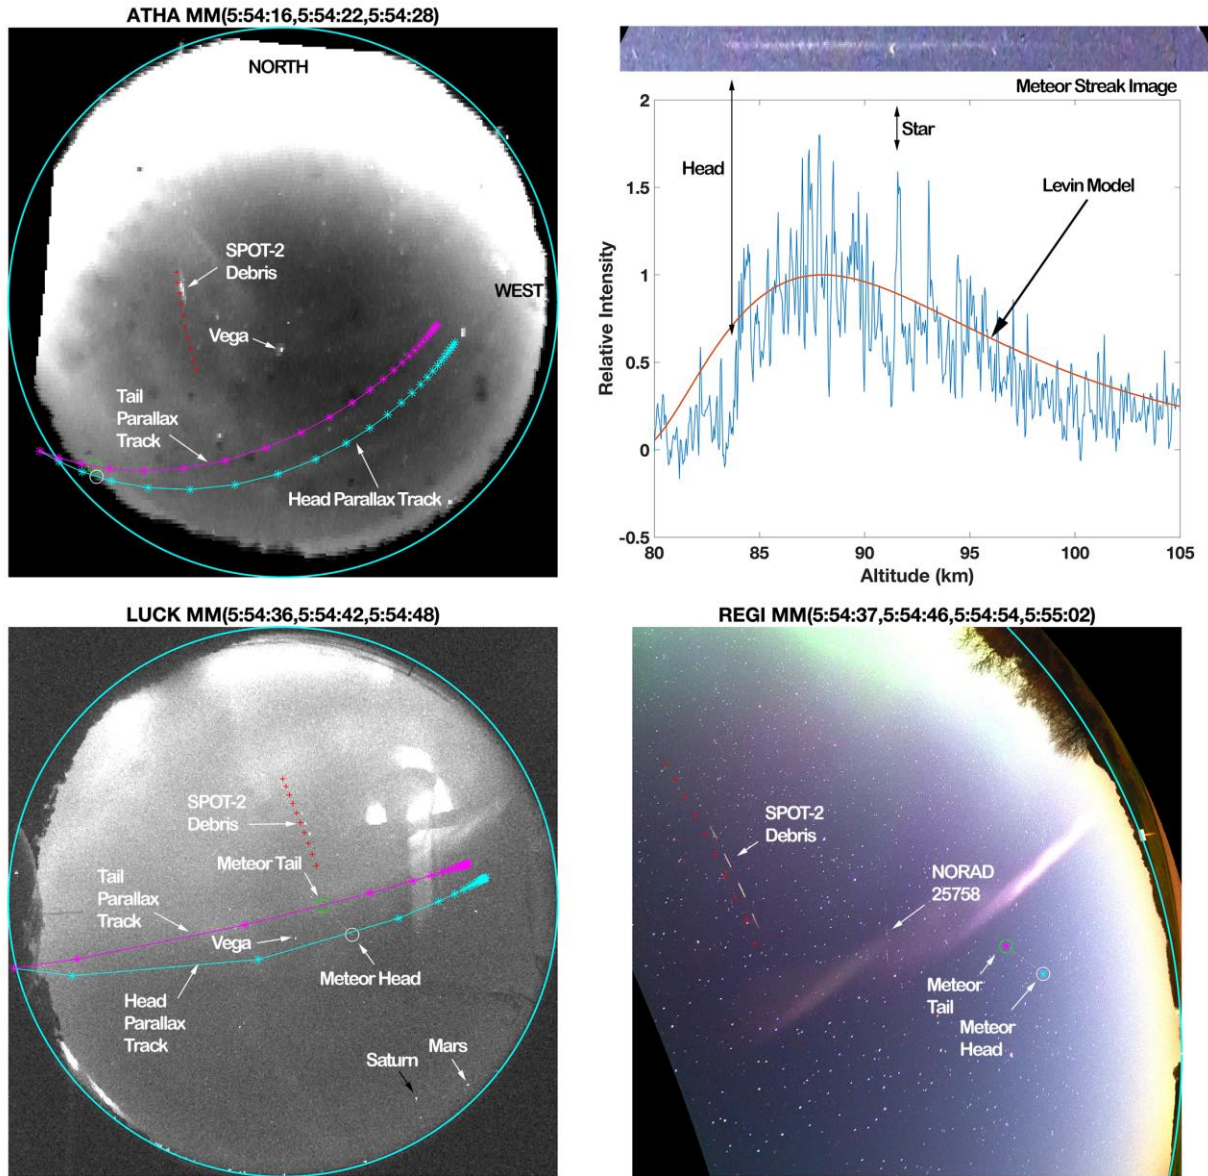 ATHA MM(5:54:16,5:54:22,5:54:28)
NORTH
SPOT-2
Debris
WEST
Vega
Tail
Parallax
Track
Head Parallax Track
Meteor Streak Image
2
1.5
1
0.5
0
-0.5
Relative Intensity
Head
Star
Levin Model
80
85
90
95
100
105
Altitude (km)
LUCK MM(5:54:36,5:54:42,5:54:48)
SPOT-2
Debris
Meteor Tail
Tail
Parallax
Track
Vega
Meteor Head
Head
Parallax
Track
Mars
Saturn
REGI MM(5:54:37,5:54:46,5:54:54,5:55:02)
SPOT-2
Debris
NORAD
25758
Meteor
Tail
Meteor
Head